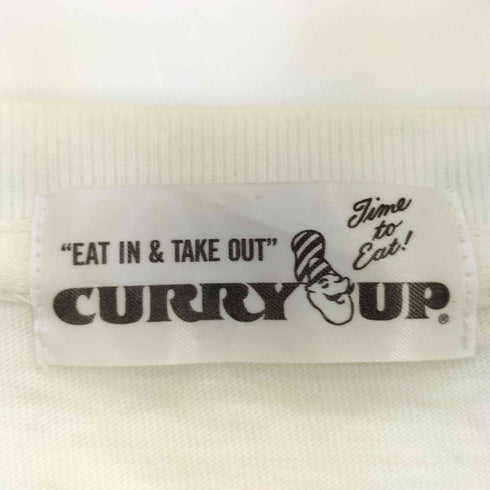 Time
to
Eat!
“EAT IN & TAKE OUT”
CURRY UP®